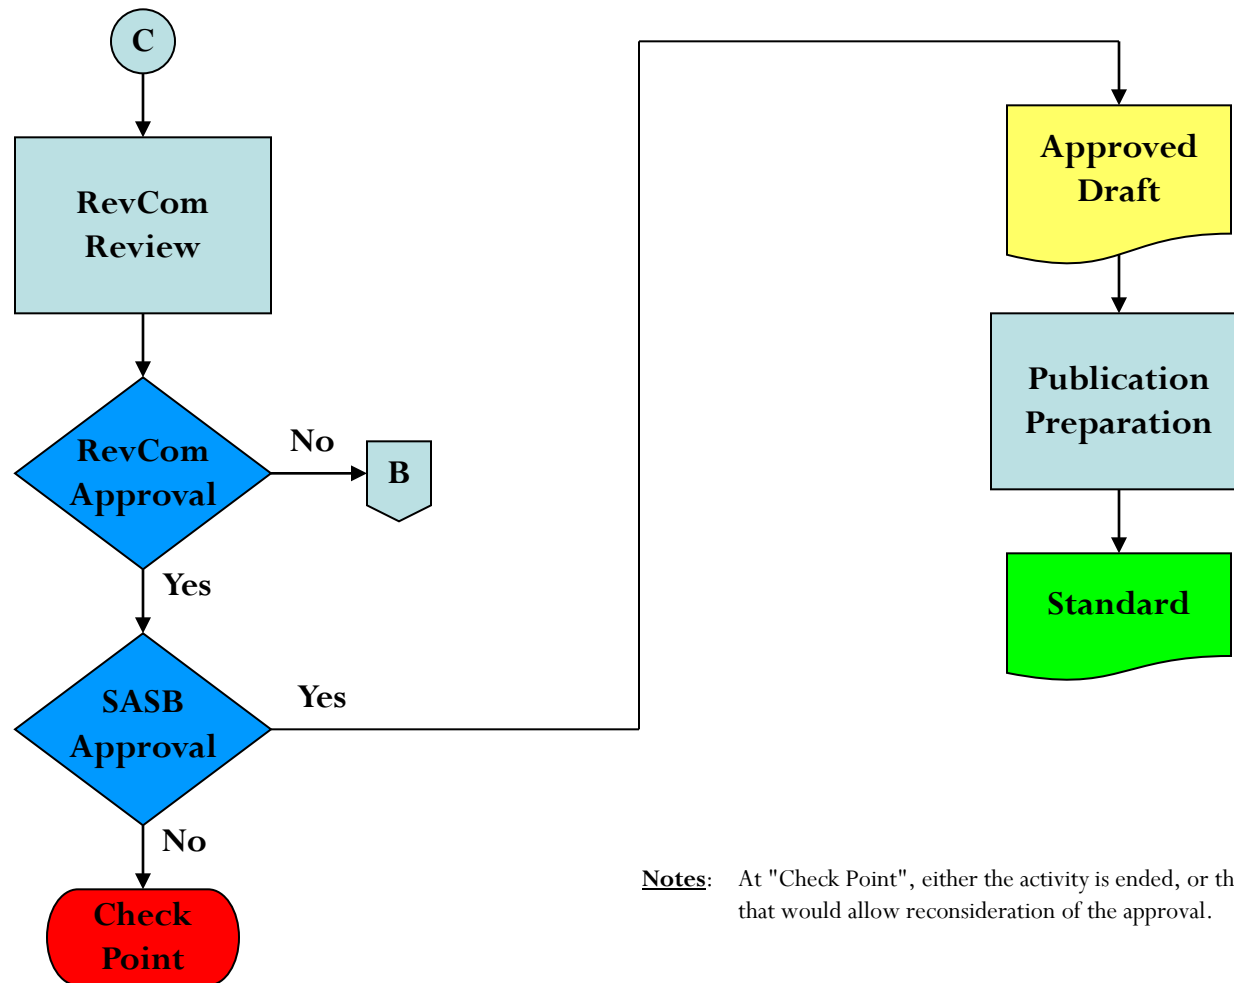 C
RevCom
Review
RevCom
Approval
No
B
Yes
SASB
Approval
Yes
No
Check
Point
Approved
Draft
Publication
Preparation
Standard
Notes: At "Check Point", either the activity is ended, or
that would allow reconsideration of the approval.